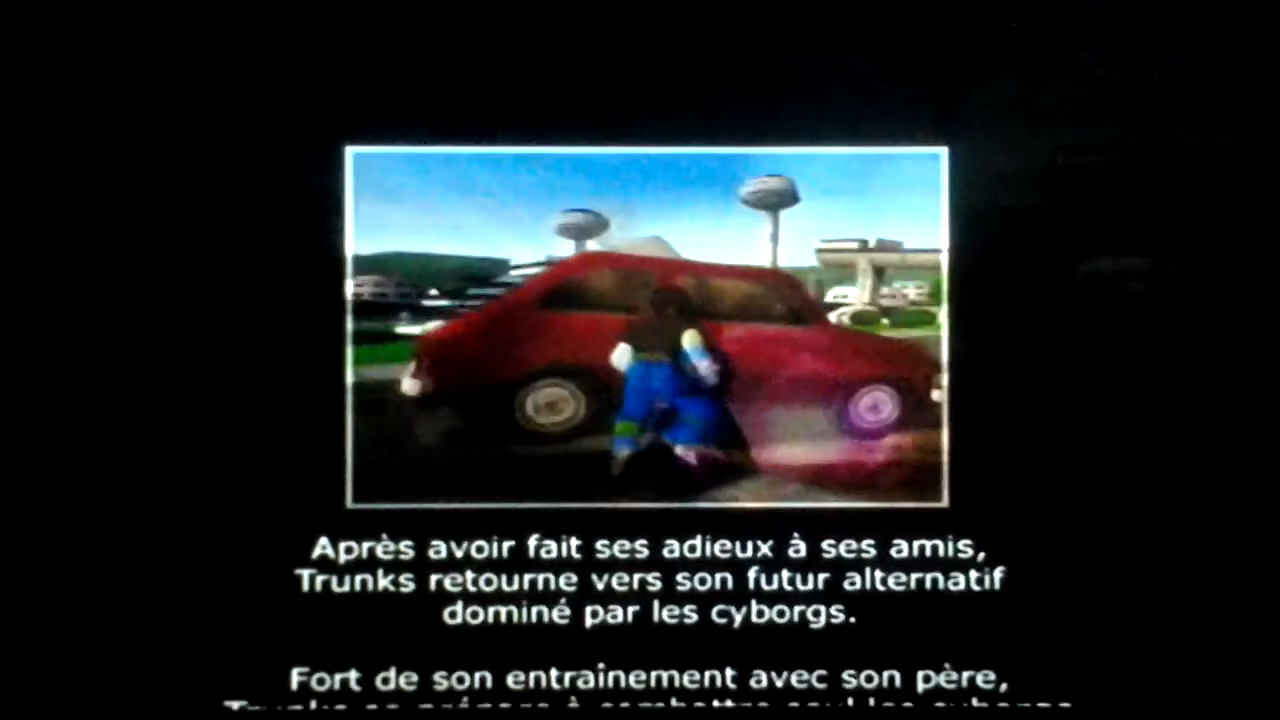 Après avoir fait ses adieux à ses amis,
Trunks retourne vers son futur alternatif
dominé par les cyborgs.
Fort de son entraînement avec son père,